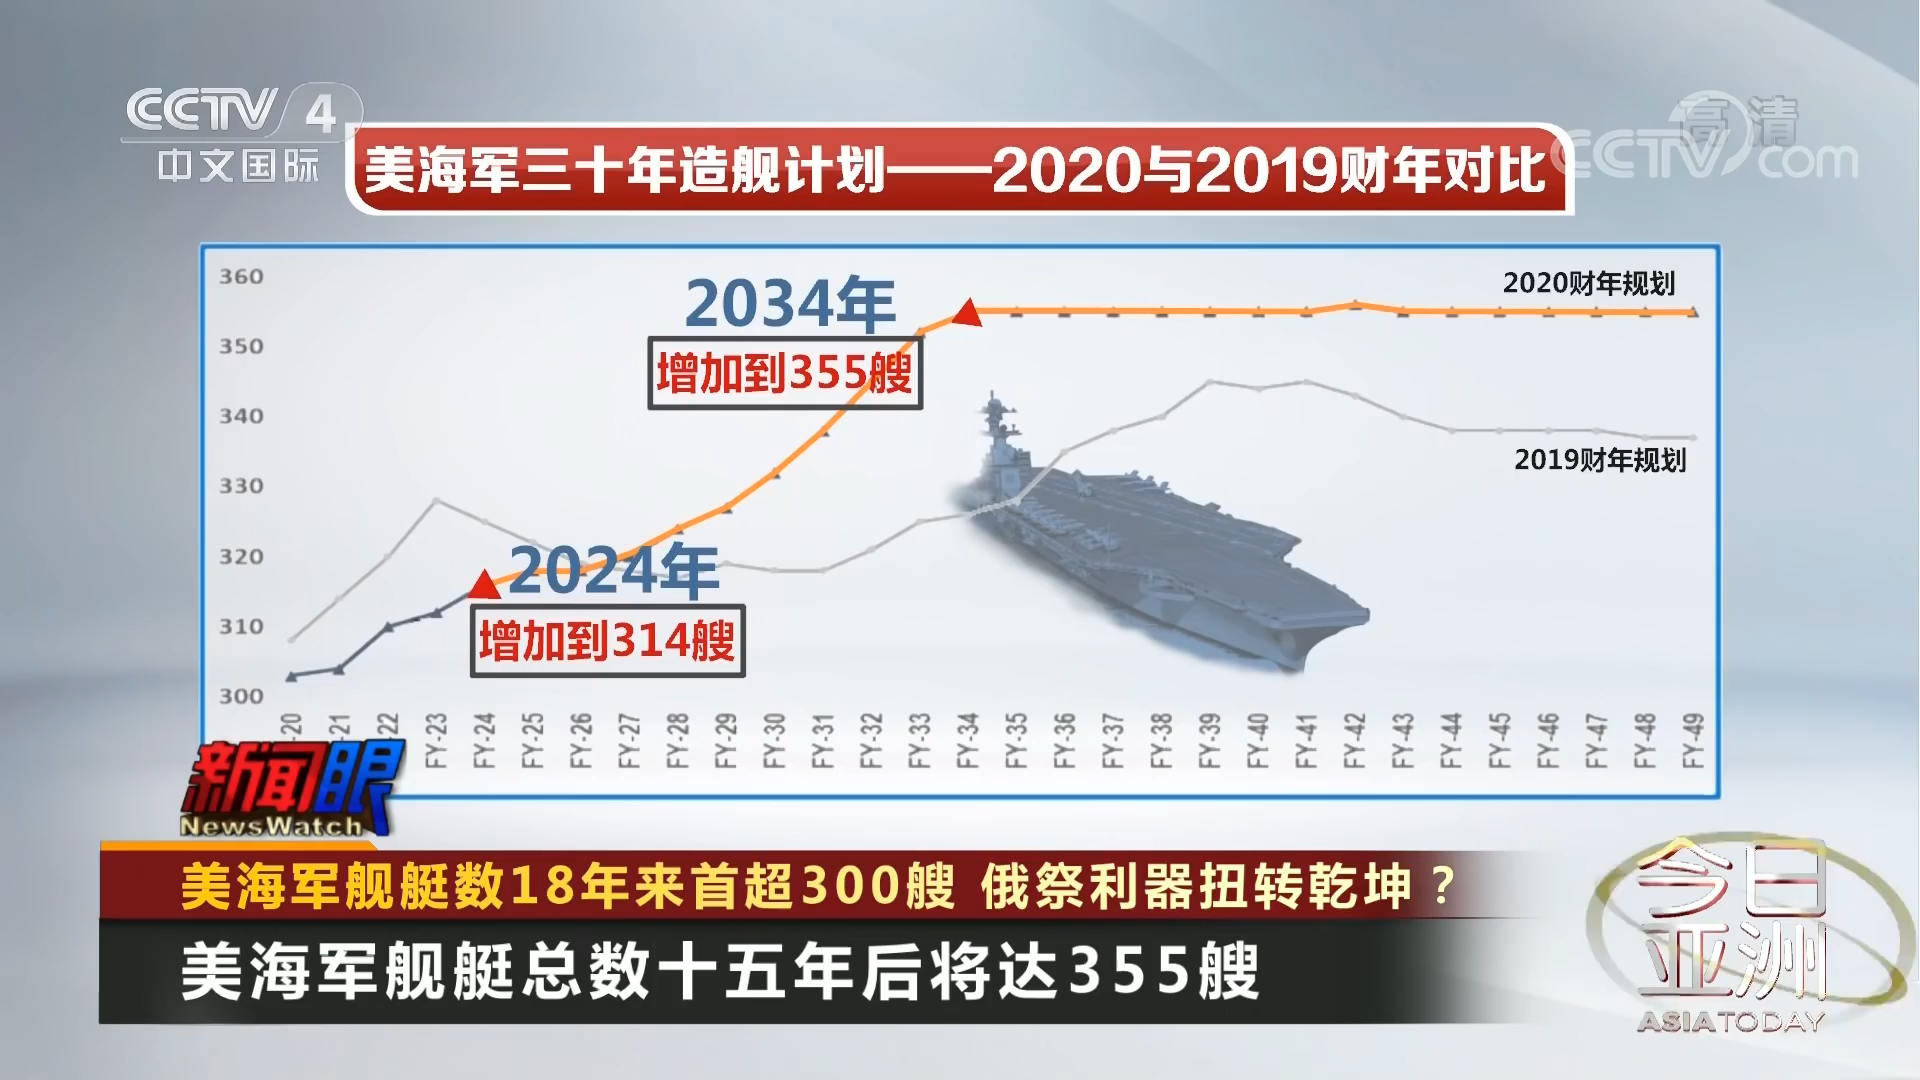 CCTV 4
中文国际
高清
CCTV.com
美海军三十年造舰计划——2020与2019财年对比
360
350
340
330
320
310
300
2034年
增加到355艘
2020财年规划
2019财年规划
2024年
增加到314艘
-20
-21
22
FY-23
FY-24
FY-25
FY-26
FY-27
FY-28
FY-29
FY-30
FY-31
FY-32
FY-33
FY-34
FY-35
FY-36
FY-37
FY-38
FY-39
FY-40
FY-41
FY-42
FY-43
FY-44
FY-45
FY-46
FY-47
FY-48
FY-49
新闻眼
NewsWatch
美海军舰艇数18年来首超300艘 俄祭利器扭转乾坤？
美海军舰艇总数十五年后将达355艘
今日
亚洲
ASIA TODAY